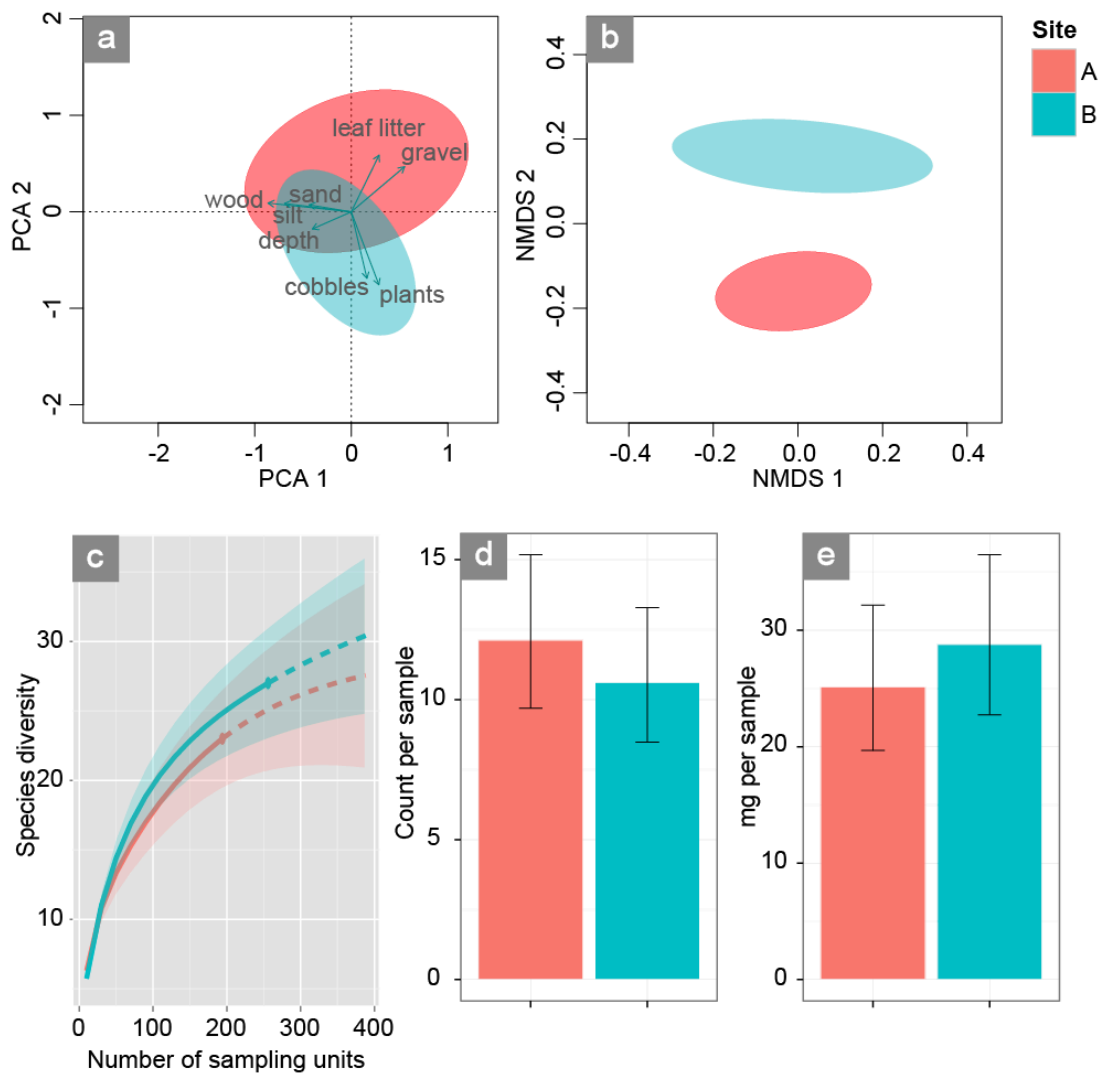 a
2
1
0
-1
-2
PCA 2
leaf litter
gravel
wood
sand
silt
depth
cobbles
plants
-2
-1
0
1
PCA 1
b
0.4
0.2
0.0
-0.2
-0.4
NMDS 2
-0.4
-0.2
0.0
0.2
0.4
NMDS 1
Site
A
B
c
30
20
10
Species diversity
0
100
200
300
400
Number of sampling units
d
15
10
5
0
Count per sample
e
30
20
10
0
mg per sample